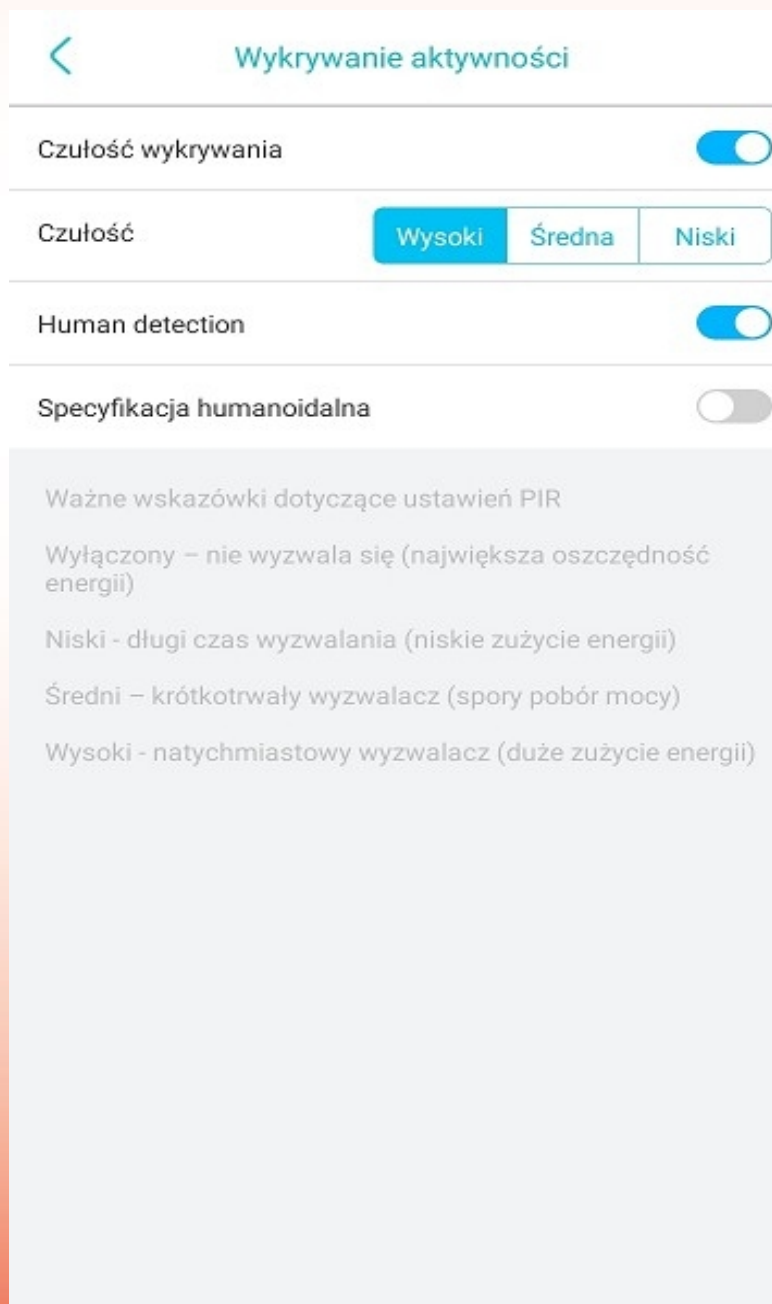 Wykrywanie aktywności
Czułość wykrywania
Czułość Wysoki Średna Niski
Human detection
Specyfikacja humanoidalna
Ważne wskazówki dotyczące ustawień PIR
Wyłączony – nie wyzwala się (największa oszczędność
energii)
Niski - długi czas wyzwalania (niskie zużycie energii)
Średni – krótkotrwały wyzwalacz (spory pobór mocy)
Wysoki - natychmiastowy wyzwalacz (duże zużycie energii)